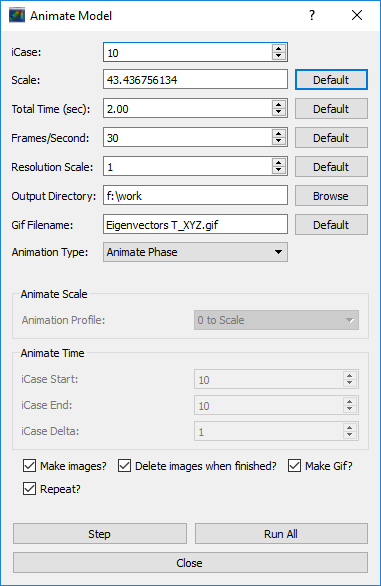 Animate Model ?
iCase: 10
Scale: 43.436756134 Default
Total Time (sec): 2.00 Default
Frames/Second: 30 Default
Resolution Scale: 1 Default
Output Directory: f:\work Browse
Gif Filename: Eigenvectors T_XYZ.gif Default
Animation Type: Animate Phase
Animate Scale
Animation Profile: 0 to Scale
Animate Time
iCase Start: 10
iCase End: 10
iCase Delta: 1
Make images? Delete images when finished? Make Gif?
Repeat?
Step Run All
Close